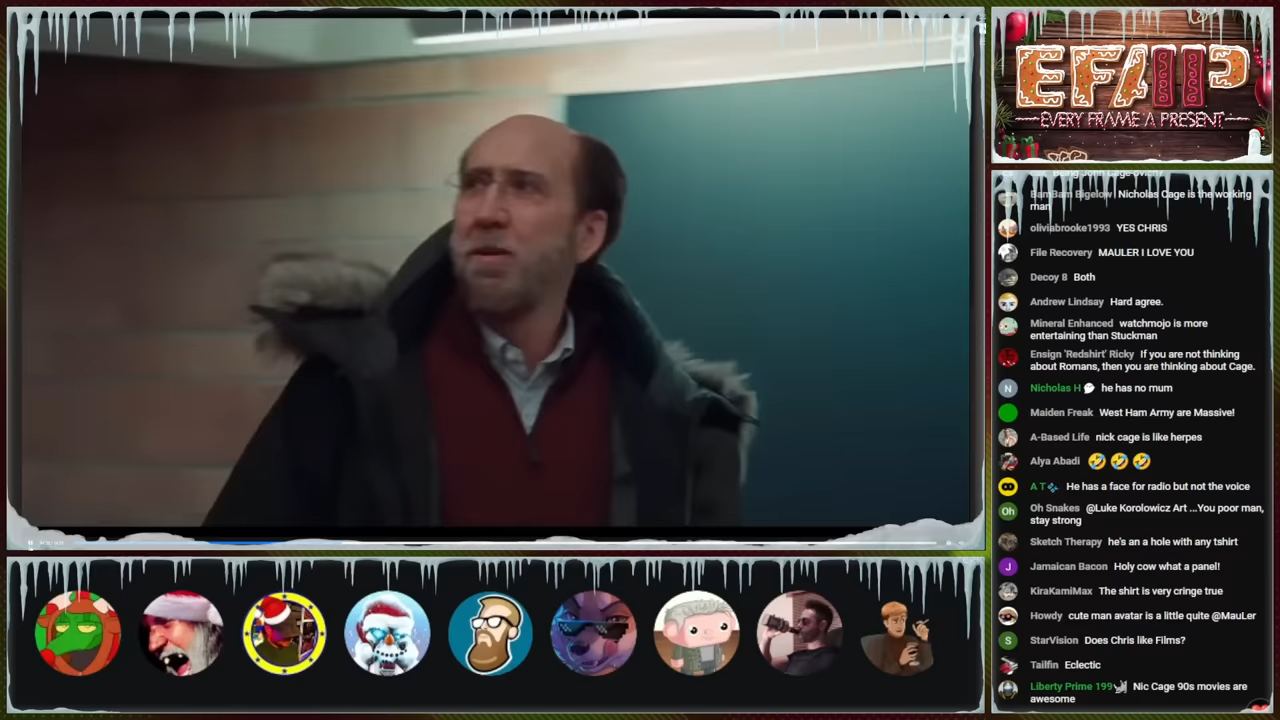 EFAP
EVERY FRAME A PRESENT
BamBam Bigelow Nicholas Cage is the working
man
oliviabrooke1993 YES CHRIS
File Recovery MAULER I LOVE YOU
Decoy 8 Both
Andrew Lindsay Hard agree.
Mineral Enhanced watchmojo is more
entertaining than Stuckman
Ensign 'Redshirt' Ricky If you are not thinking
about Romans, then you are thinking about Cage.
N Nicholas H he has no mum
Maiden Freak West Ham Army are Massive!
A-Based Life nick cage is like herpes
Alya Abadi 🤣🤣🤣
A T He has a face for radio but not the voice
Oh Oh Snakes @Luke Korolowicz Art ...You poor man,
stay strong
Sketch Therapy he's an a hole with any tshirt
J Jamaican Bacon Holy cow what a panel!
KiraKamiMax The shirt is very cringe true
Howdy cute man avatar is a little quite @MauLer
S StarVision Does Chris like Films?
Tailfin Eclectic
Liberty Prime 199 Nic Cage 90s movies are
awesome